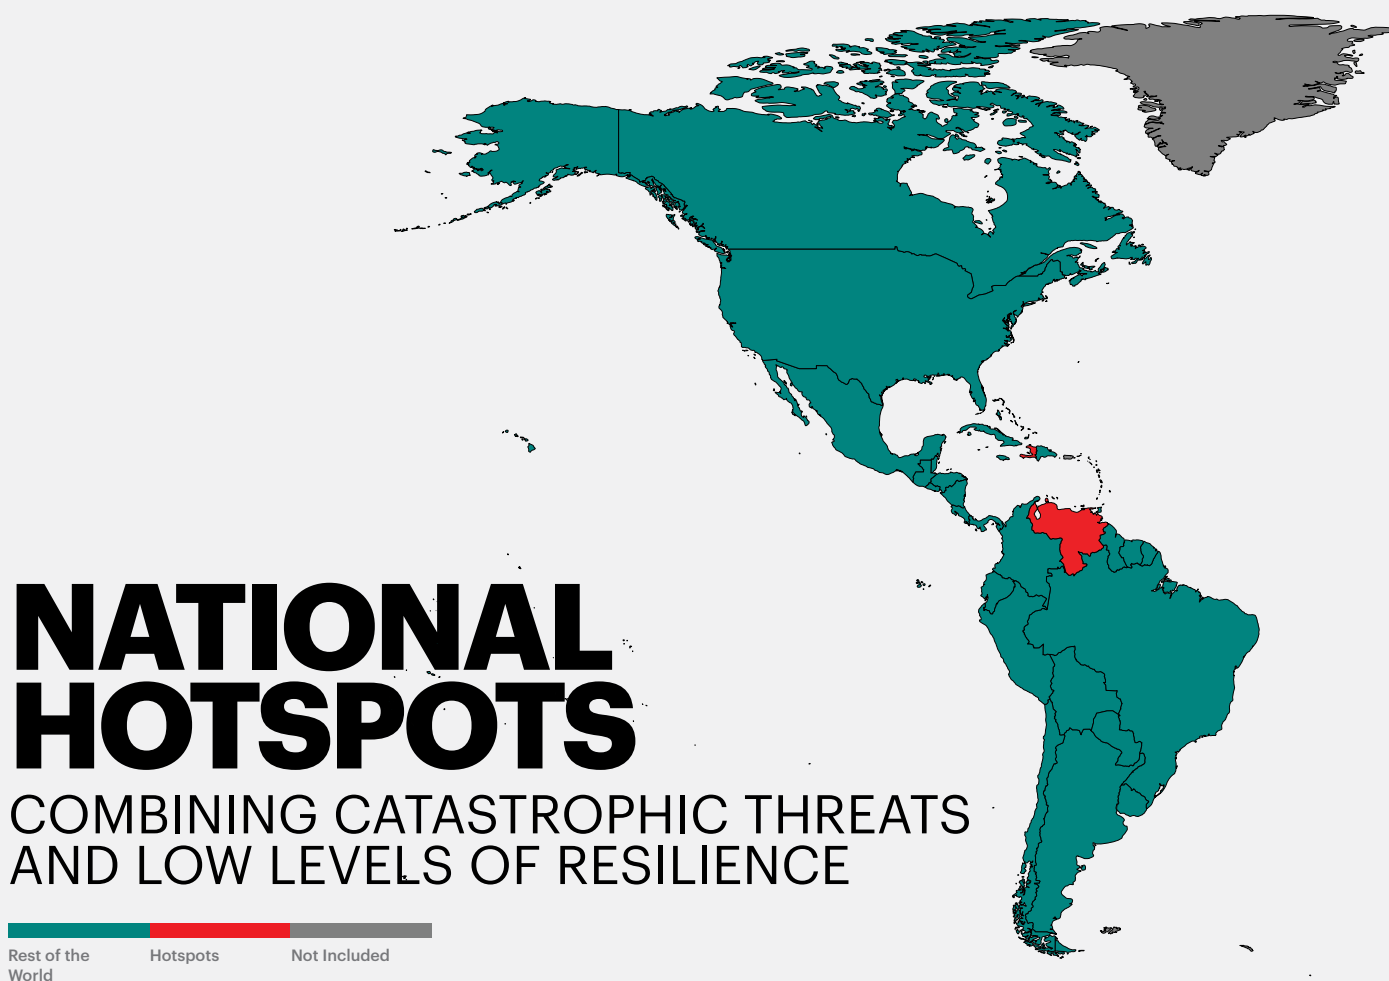 NATIONAL
HOTSPOTS
COMBINING CATASTROPHIC THREATS
AND LOW LEVELS OF RESILIENCE
Rest of the
World
Hotspots
Not Included